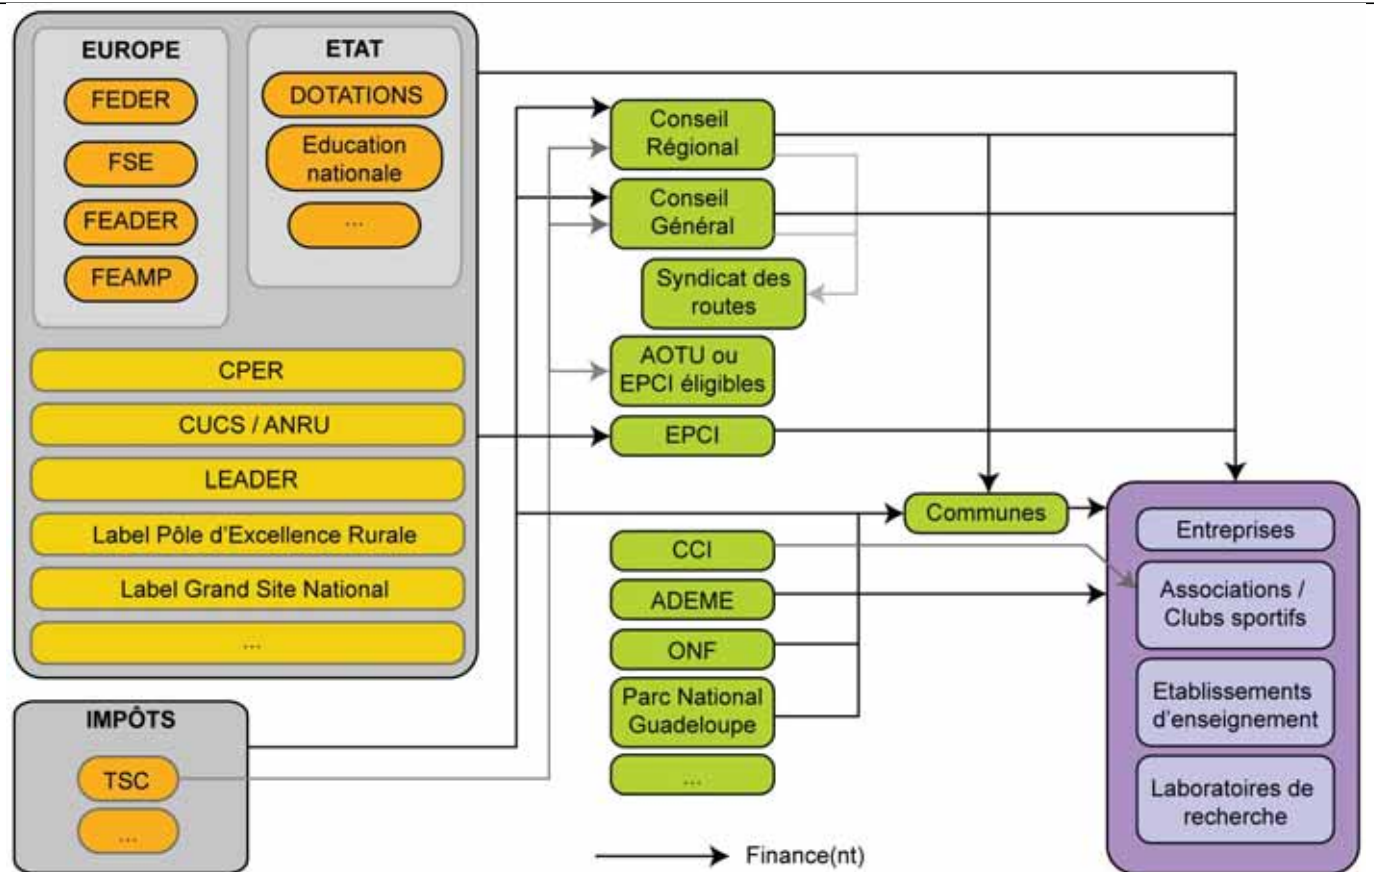 EUROPE
FEDER
FSE
FEADER
FEAMP
ETAT
DOTATIONS
Education
nationale
...
CPER
CUCS / ANRU
LEADER
Label Pôle d'Excellence Rurale
Label Grand Site National
...
IMPÔTS
TSC
...
Conseil
Régional
Conseil
Général
Syndicat des
routes
AOTU ou
EPCI éligibles
EPCI
Communes
CCI
ADEME
ONF
Parc National
Guadeloupe
...
Entreprises
Associations /
Clubs sportifs
Etablissements
d'enseignement
Laboratoires de
recherche
Finance(nt)